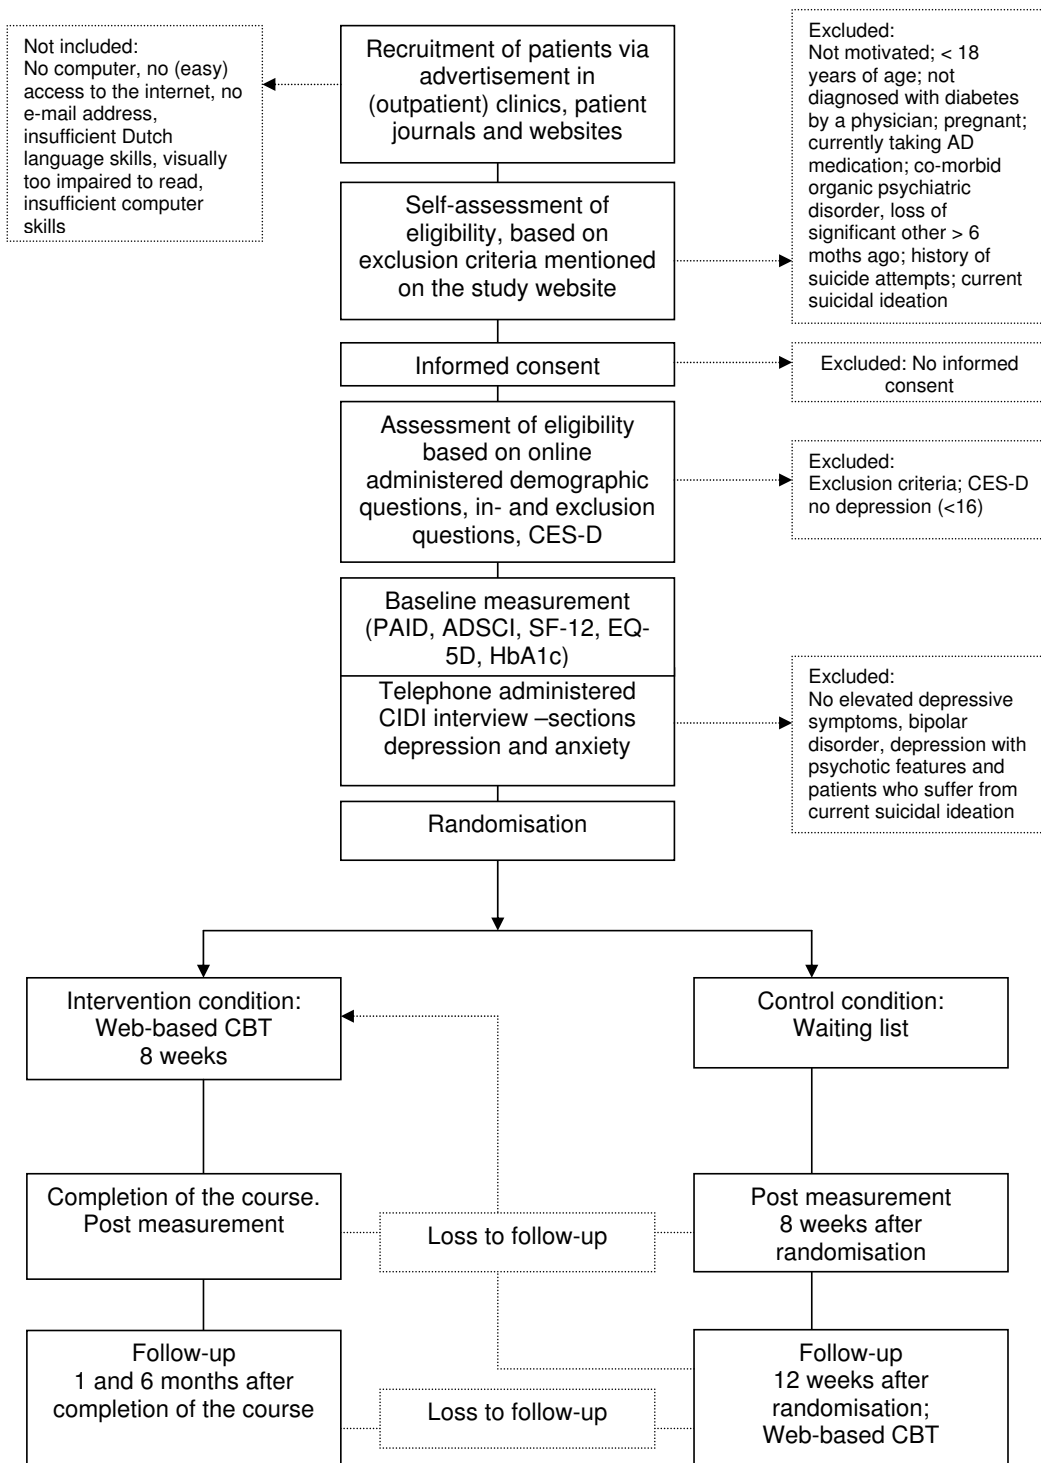 Not included:
No computer, no (easy)
access to the internet, no
e-mail address,
insufficient Dutch
language skills, visually
too impaired to read,
insufficient computer
skills
Recruitment of patients via
advertisement in
(outpatient) clinics, patient
journals and websites
Excluded:
Not motivated; < 18
years of age; not
diagnosed with diabetes
by a physician; pregnant;
currently taking AD
medication; co-morbid
organic psychiatric
disorder, loss of
significant other > 6
moths ago; history of
suicide attempts; current
suicidal ideation
Self-assessment of
eligibility, based on
exclusion criteria mentioned
on the study website
Informed consent
Excluded: No informed
consent
Assessment of eligibility
based on online
administered demographic
questions, in- and exclusion
questions, CES-D
Excluded:
Exclusion criteria; CES-D
no depression (<16)
Baseline measurement
(PAID, ADSCI, SF-12, EQ-
5D, HbA1c)
Telephone administered
CIDI interview –sections
depression and anxiety
Excluded:
No elevated depressive
symptoms, bipolar
disorder, depression with
psychotic features and
patients who suffer from
current suicidal ideation
Randomisation
Intervention condition:
Web-based CBT
8 weeks
Control condition:
Waiting list
Completion of the course.
Post measurement
Loss to follow-up
Post measurement
8 weeks after
randomisation
Follow-up
1 and 6 months after
completion of the course
Loss to follow-up
Follow-up
12 weeks after
randomisation;
Web-based CBT